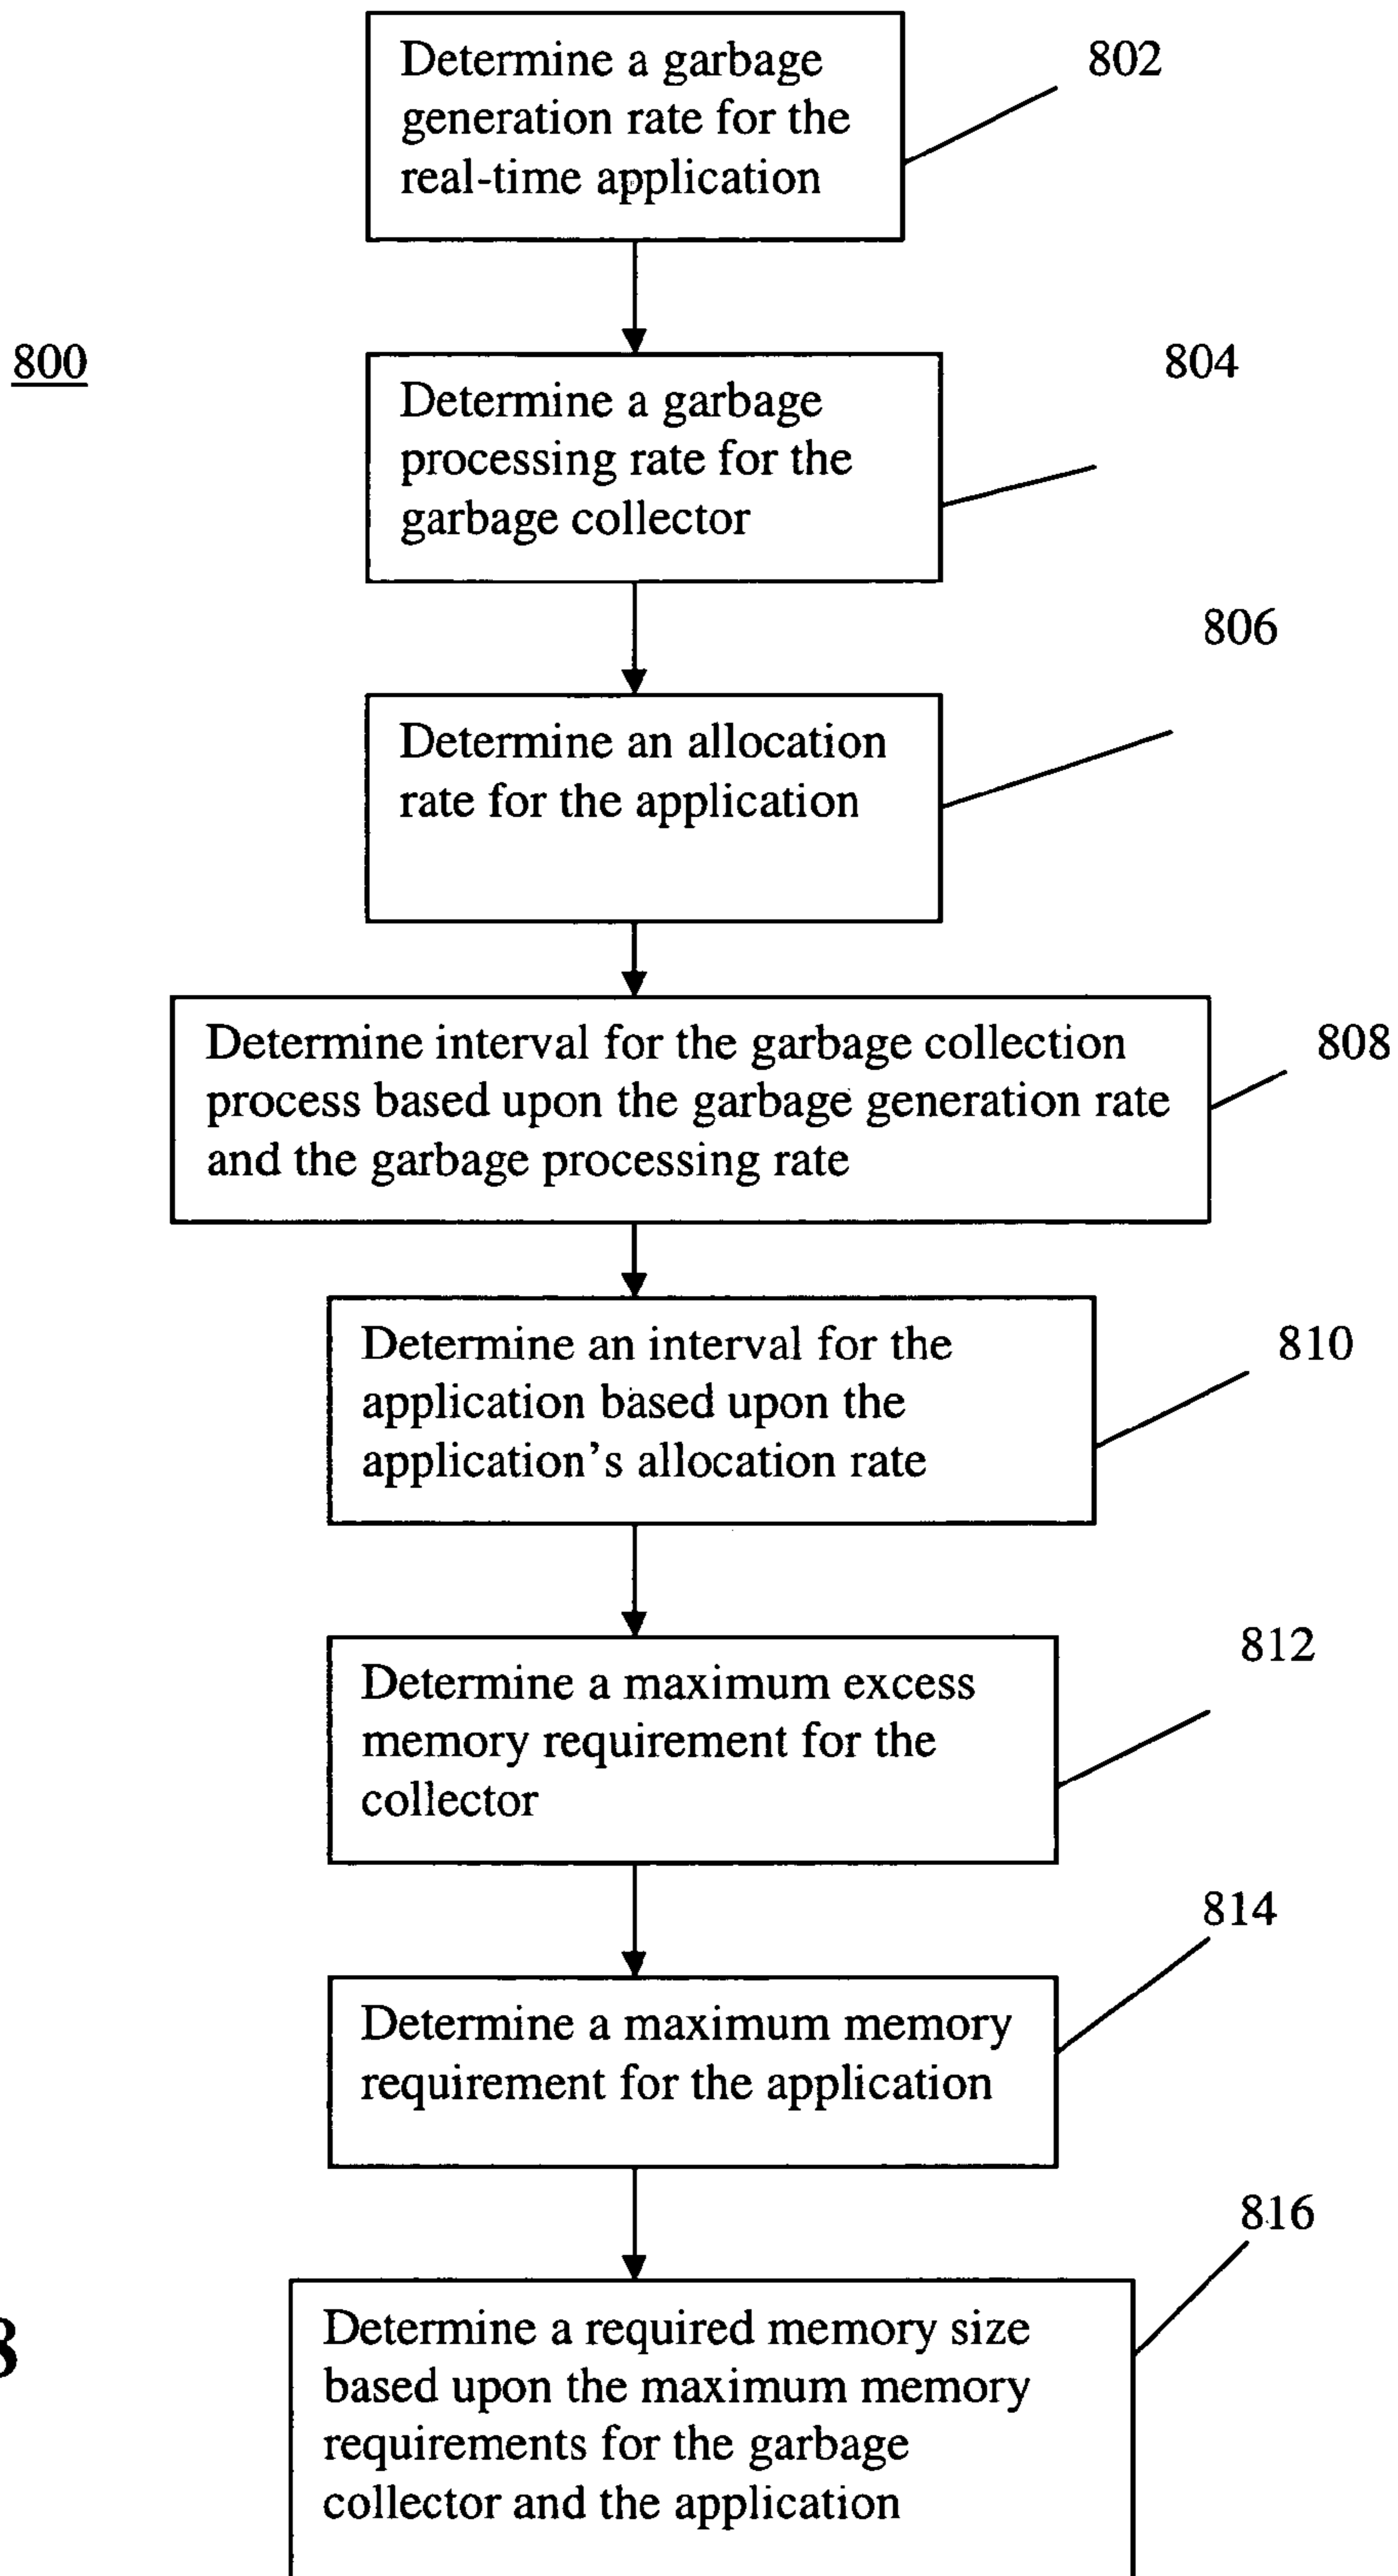 Determine a garbage
generation rate for the
real-time application
802
800
Determine a garbage
processing rate for the
garbage collector
804
806
Determine an allocation
rate for the application
Determine interval for the garbage collection
process based upon the garbage generation rate
and the garbage processing rate
808
Determine an interval for the
application based upon the
application’s allocation rate
810
Determine a maximum excess
memory requirement for the
collector
812
814
Determine a maximum memory
requirement for the application
816
Determine a required memory size
based upon the maximum memory
requirements for the garbage
collector and the application
8